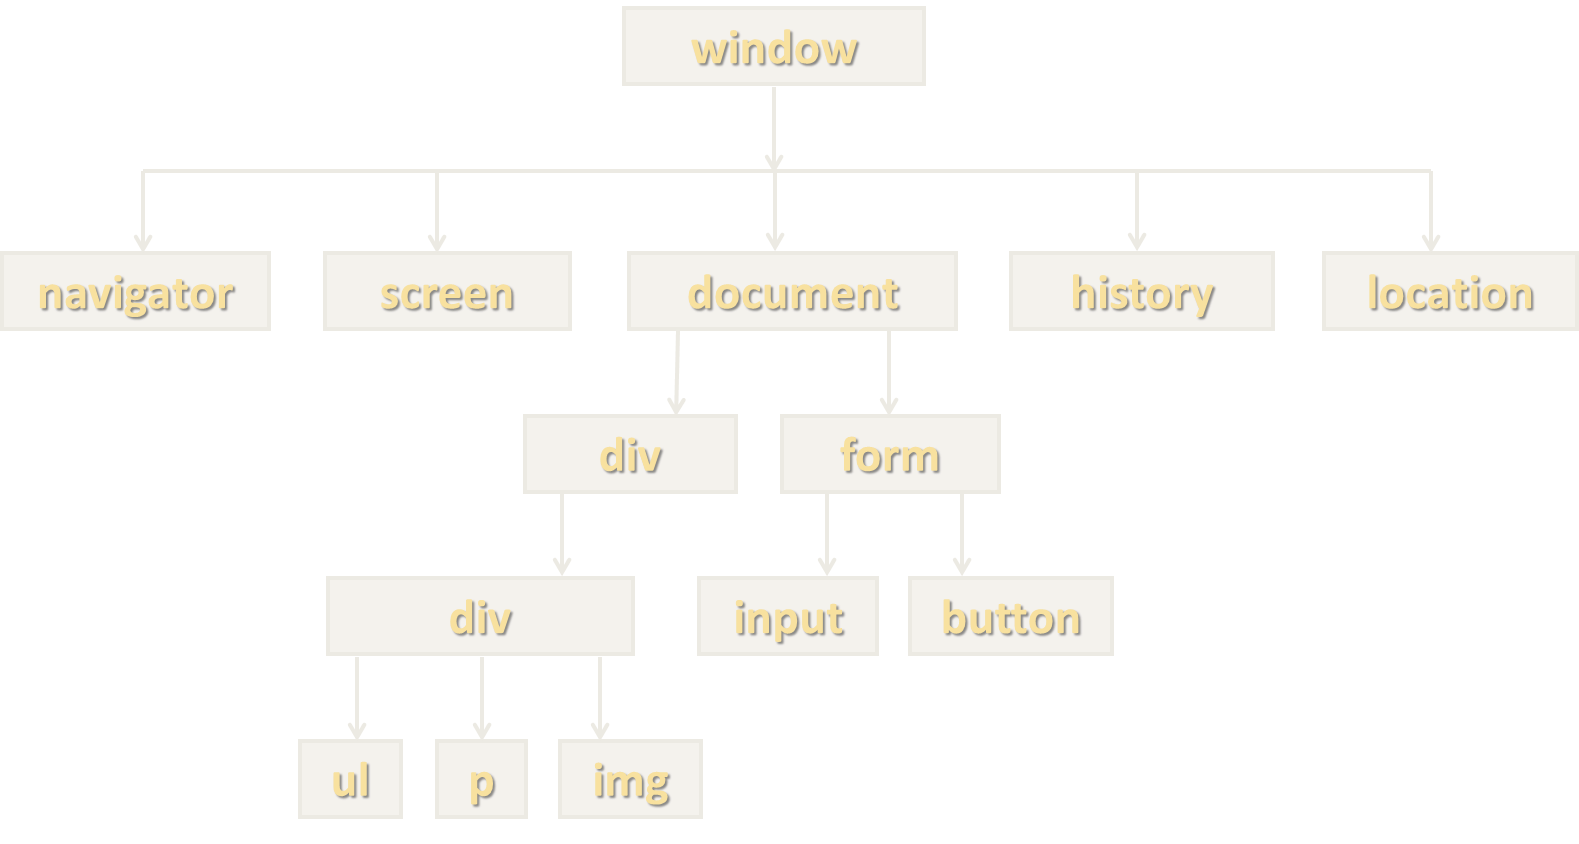 window
navigator
screen
document
history
location
div
form
div
input
button
ul
p
img